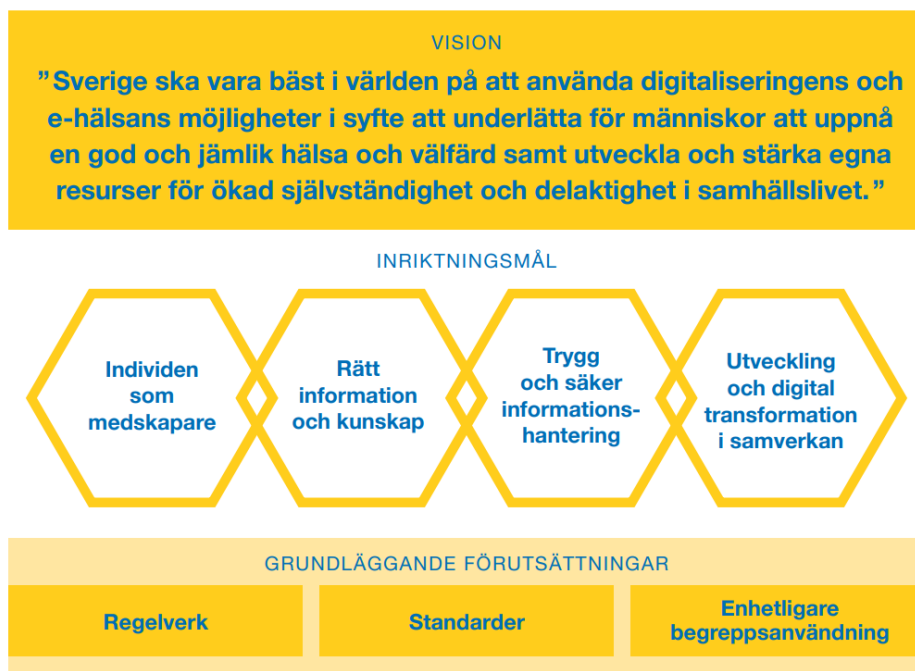 VISION
”Sverige ska vara bäst i världen på att använda digitaliseringens och
e-hälsans möjligheter i syfte att underlätta för människor att uppnå
en god och jämlik hälsa och välfärd samt utveckla och stärka egna
resurser för ökad självständighet och delaktighet i samhällslivet.”
INRIKTNINGSMÅL
Individen
som
medskapare
Rätt
information
och kunskap
Trygg
och säker
informations-
hantering
Utveckling
och digital
transformation
i samverkan
GRUNDLÄGGANDE FÖRUTSÄTTNINGAR
Regelverk
Standarder
Enhetligare
begreppsanvändning